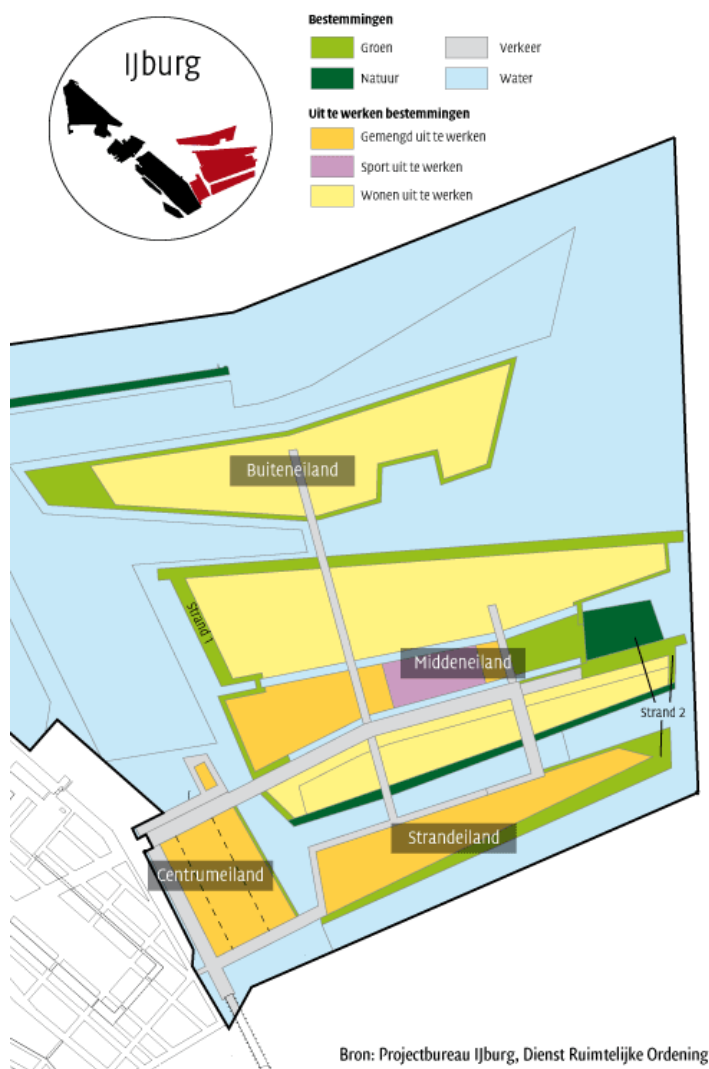 Bestemmingen
Groen
Verkeer
Natuur
Water
Uit te werken bestemmingen
Gemengd uit te werken
Sport uit te werken
Wonen uit te werken
IJburg
Buiteneiland
Strand 1
Middeneiland
Strand 2
Strandeiland
Centrumeiland
Bron: Projectbureau IJburg, Dienst Ruimtelijke Ordening